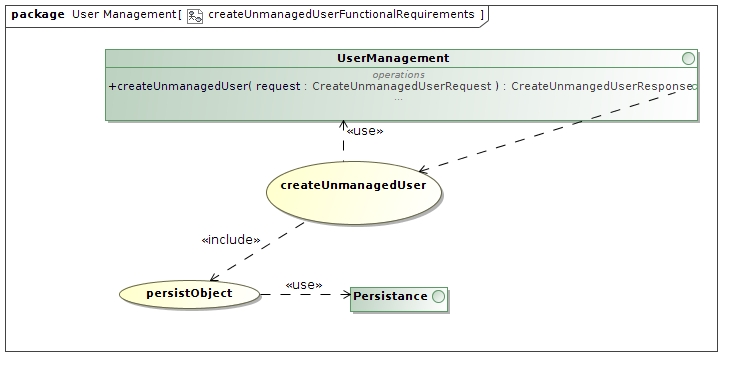 package User Management[ createUnmanagedUserFunctionalRequirements ]
UserManagement
operations
+createUnmanagedUser( request : CreateUnmanagedUserRequest ) : CreateUnmangedUserResponse
...
«use»
createUnmanagedUser
«include»
persistObject
«use»
Persistance